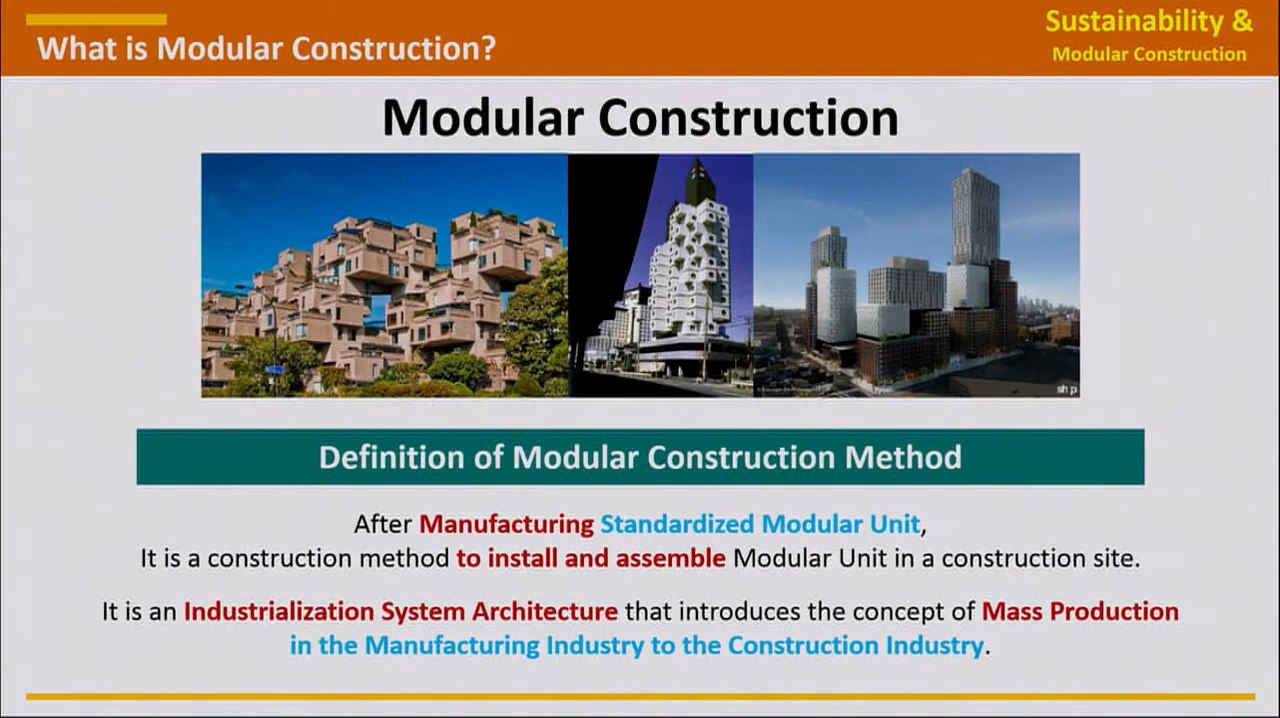 What is Modular Construction?
Sustainability &
Modular Construction
Modular Construction
Definition of Modular Construction Method
After Manufacturing Standardized Modular Unit,
It is a construction method to install and assemble Modular Unit in a construction site.
It is an Industrialization System Architecture that introduces the concept of Mass Production
in the Manufacturing Industry to the Construction Industry.